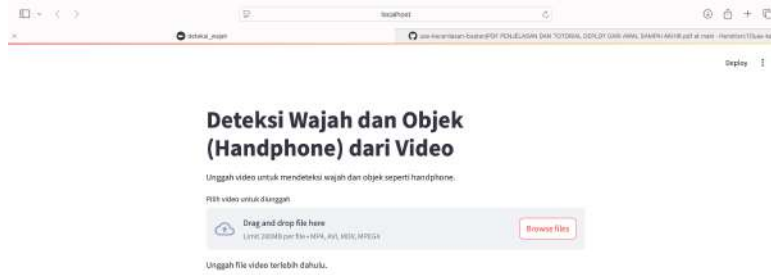 localhost
deteksi_wajah
Deploy
Deteksi Wajah dan Objek
(Handphone) dari Video
Unggah video untuk mendeteksi wajah dan objek seperti handphone.
Pilih video untuk diunggah
Drag and drop file here
Limit 200MB per file • MP4, AVI, MOV, MPEG4
Browse files
Unggah file video terlebih dahulu.